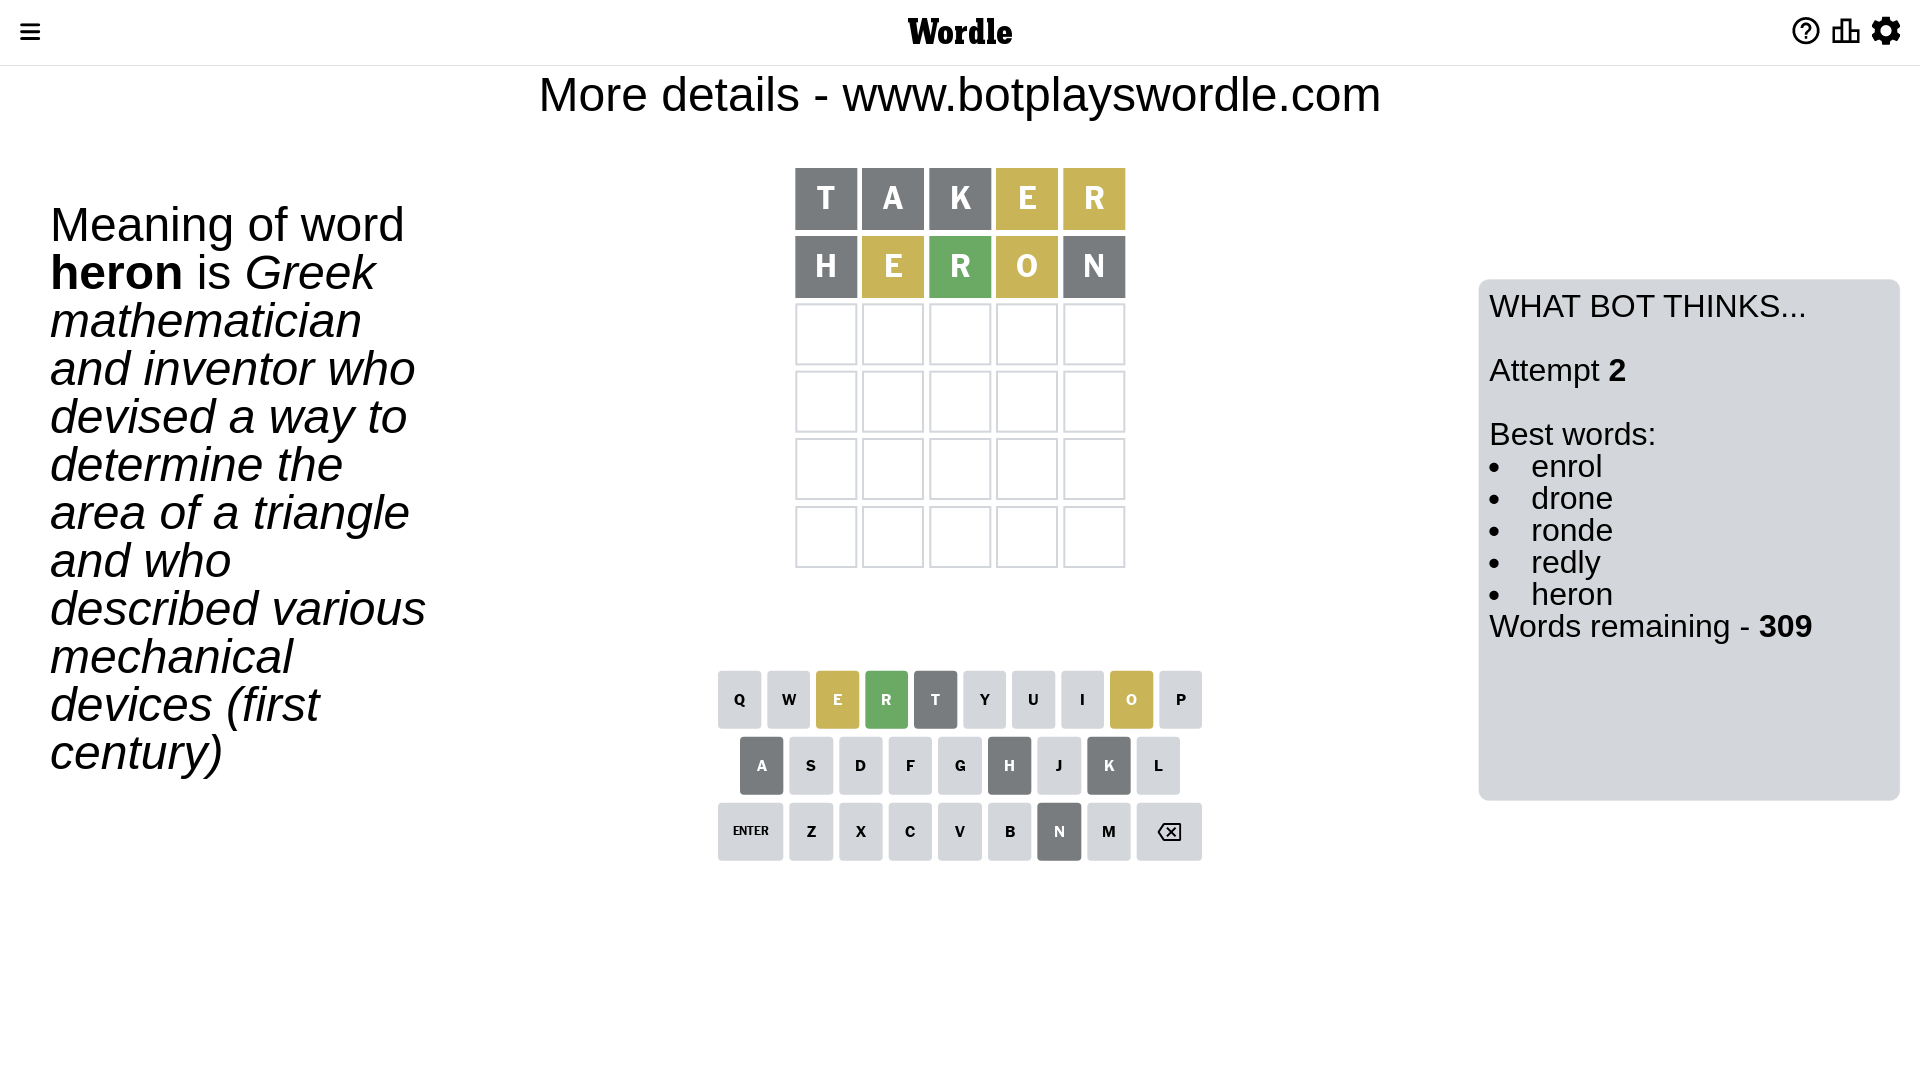 Wordle
More details - www.botplayswordle.com
Meaning of word
heron is Greek
mathematician
and inventor who
devised a way to
determine the
area of a triangle
and who
described various
mechanical
devices (first
century)
T A K E R
H E R O N
WHAT BOT THINKS...
Attempt 2
Best words:
• enrol
• drone
• ronde
• redly
• heron
Words remaining - 309
Q W E R T Y U I O P
A S D F G H J K L
ENTER Z X C V B N M